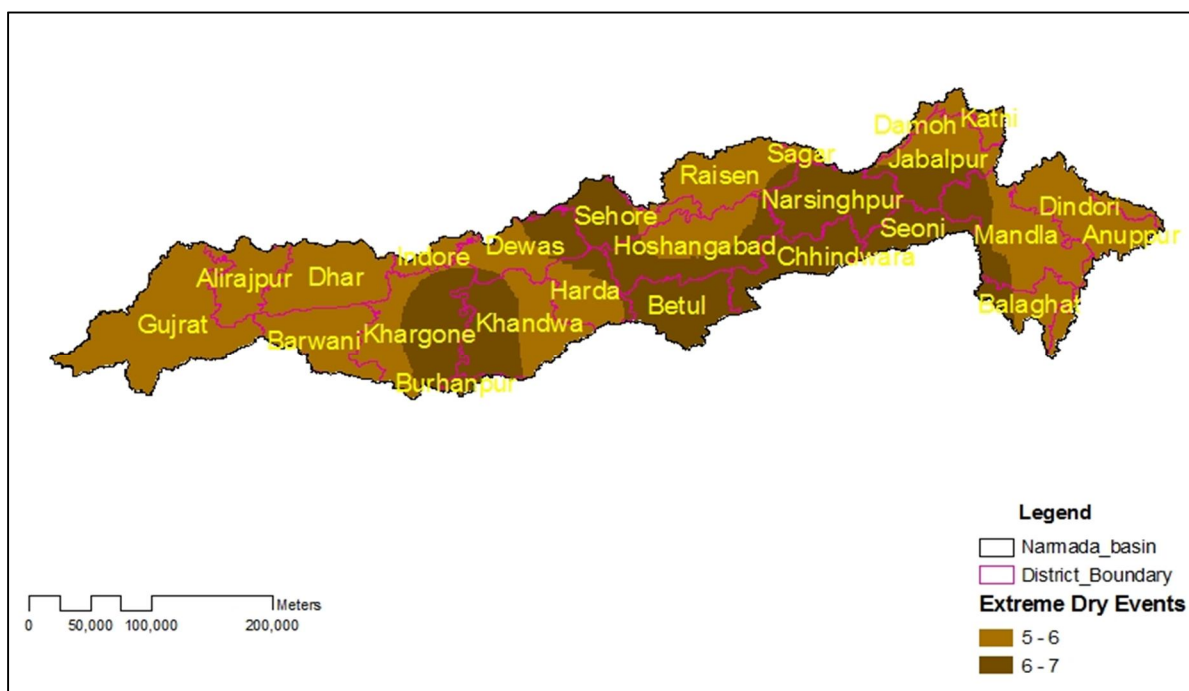 Damoh
Katni
Sagar
Jabalpur
Raisen
Narsinghpur
Dindori
Sehore
Seoni
Mandla
Anuppur
Dewas
Hoshangabad
Indore
Chhindwara
Alirajpur
Dhar
Harda
Betul
Balaghat
Gujrat
Khargone
Khandwa
Barwani
Burhanpur
Legend
Narmada_basin
District_Boundary
Extreme Dry Events
5 - 6
6 - 7
Meters
0 50,000 100,000 200,000